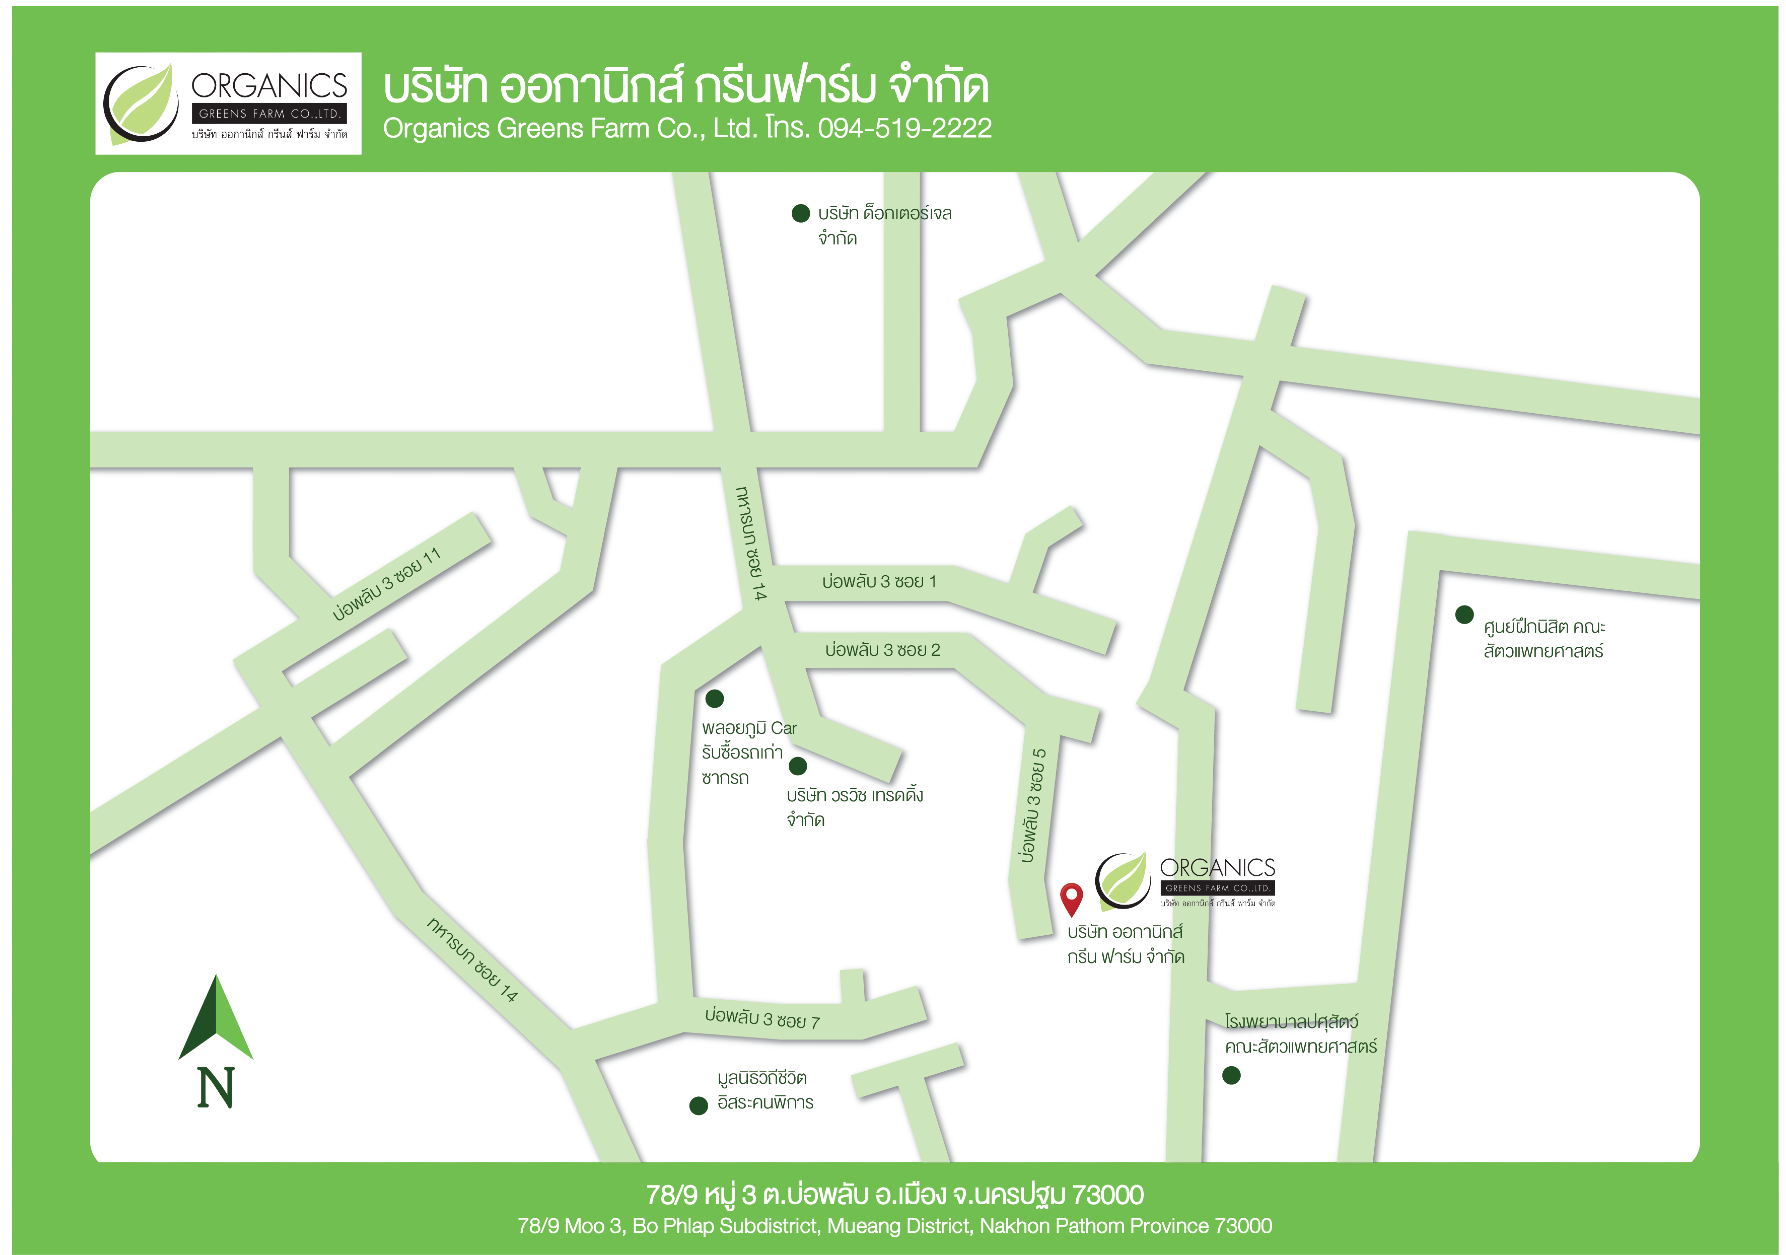 ORGANICS
GREENS FARM CO.,LTD.
บริษัท ออกานิกส์ กรีนส์ ฟาร์ม จำกัด
บริษัท ออกานิกส์ กรีนฟาร์ม จำกัด
Organics Greens Farm Co., Ltd. โทร. 094-519-2222
บริษัท ด็อกเตอร์เจล
จำกัด
ทหารบก ซอย 14
บ่อพลับ 3 ซอย 11
บ่อพลับ 3 ซอย 1
บ่อพลับ 3 ซอย 2
ศูนย์ฝึกนิสิต คณะ
สัตวแพทยศาสตร์
พลอยภูมิ Car
รับซื้อรถเก่า
ซากรถ
บริษัท วรวิช เทรดดิ้ง
จำกัด
บ่อพลับ 3 ซอย 5
ORGANICS
GREENS FARM CO.,LTD.
บริษัท ออกานิกส์ กรีนส์ ฟาร์ม จำกัด
บริษัท ออกานิกส์
กรีน ฟาร์ม จำกัด
ทหารบก ซอย 14
บ่อพลับ 3 ซอย 7
โรงพยาบาลปศุสัตว์
คณะสัตวแพทยศาสตร์
มูลนิธิวิถีชีวิต
อิสระคนพิการ
N
78/9 หมู่ 3 ต.บ่อพลับ อ.เมือง จ.นครปฐม 73000
78/9 Moo 3, Bo Phlap Subdistrict, Mueang District, Nakhon Pathom Province 73000